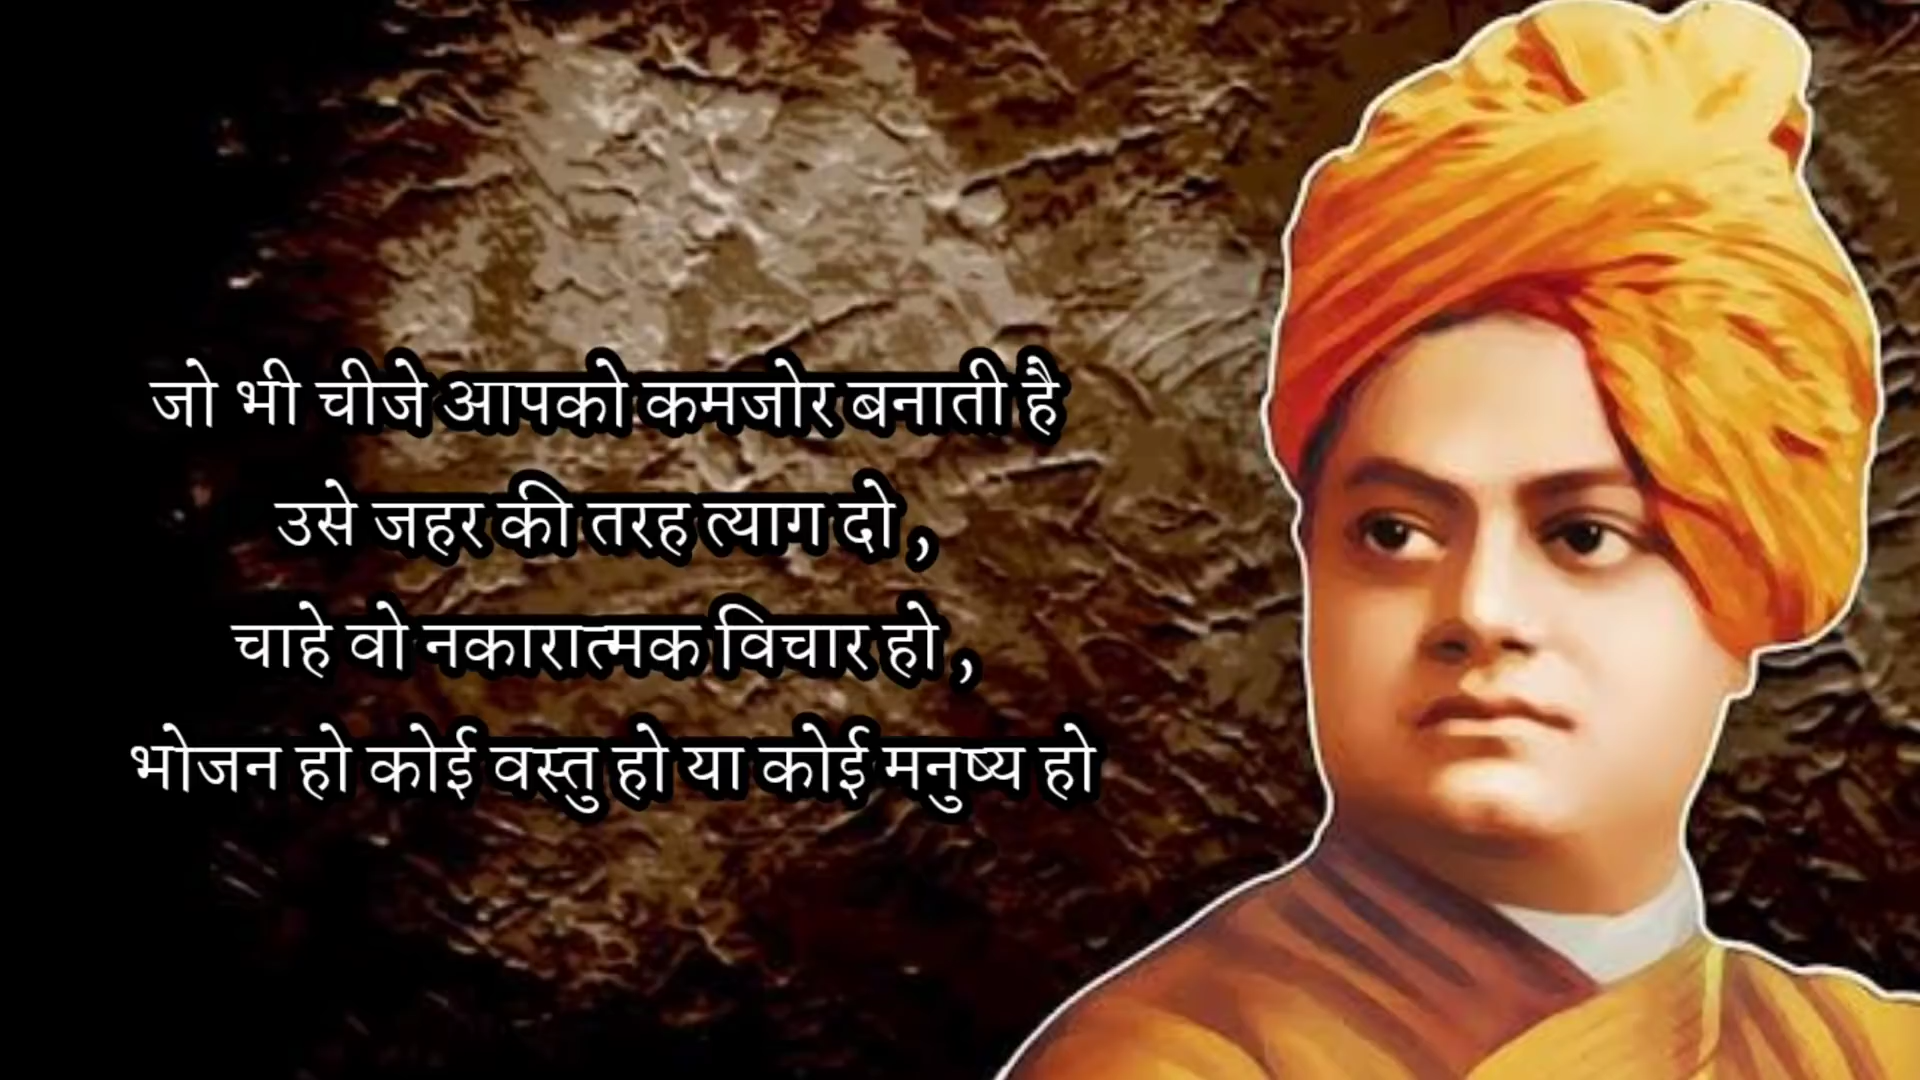 जो भी चीजे आपको कमजोर बनाती है
उसे जहर की तरह त्याग दो ,
चाहे वो नकारात्मक विचार हो ,
भोजन हो कोई वस्तु हो या कोई मनुष्य हो